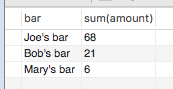 bar sum(amount)
Joe's bar 68
Bob's bar 21
Mary's bar 6